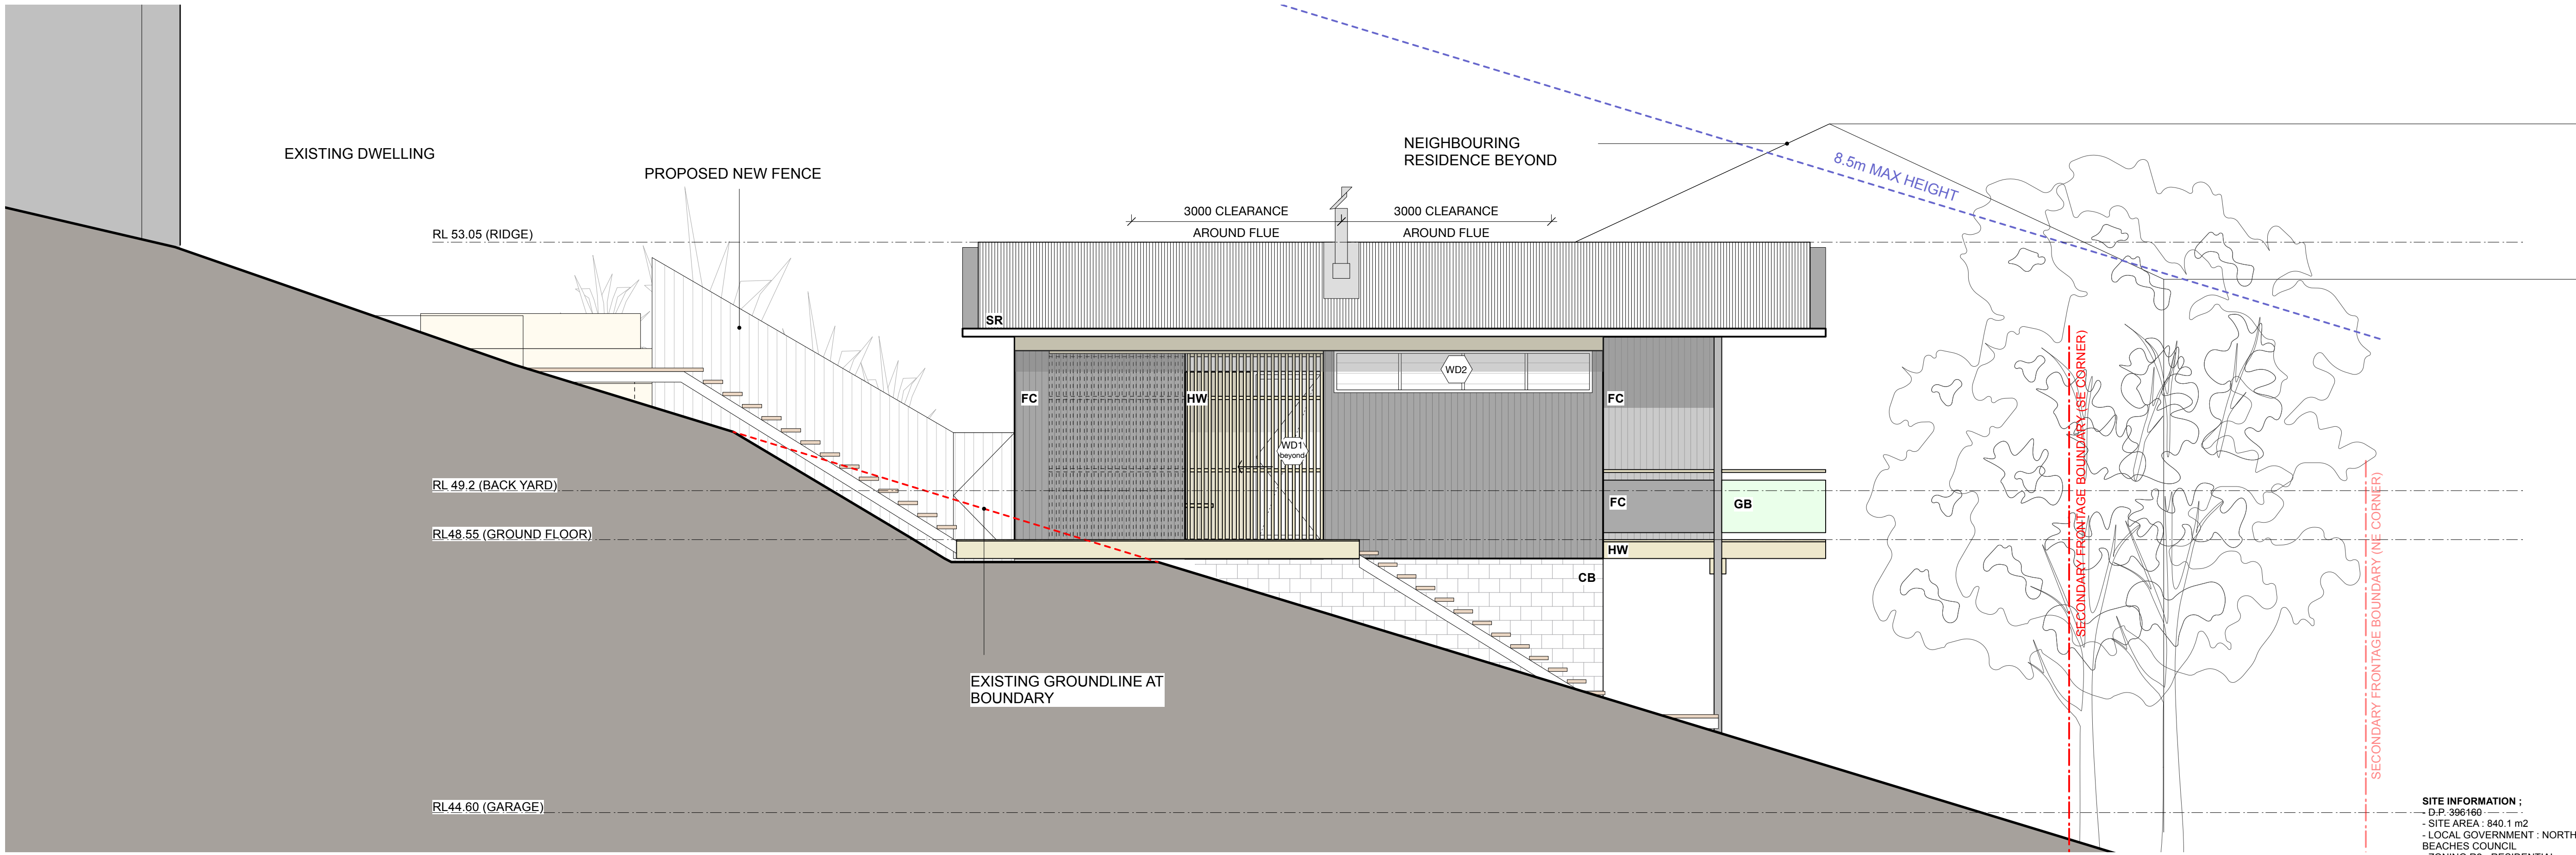 EXISTING DWELLING
PROPOSED NEW FENCE
NEIGHBOURING
RESIDENCE BEYOND
8.5m MAX HEIGHT
3000 CLEARANCE
AROUND FLUE
3000 CLEARANCE
AROUND FLUE
RL 53.05 (RIDGE)
SR
WD2
FC
HW
FC
WD1
beyond
RL 49.2 (BACK YARD)
FC
GB
RL48.55 (GROUND FLOOR)
HW
CB
SECONDARY FRONTAGE BOUNDARY (SE CORNER)
SECONDARY FRONTAGE BOUNDARY (NE CORNER)
EXISTING GROUNDLINE AT
BOUNDARY
RL44.60 (GARAGE)
SITE INFORMATION ;
- D.P. 396160
- SITE AREA : 840.1 m2
- LOCAL GOVERNMENT : NORTH
BEACHES COUNCIL